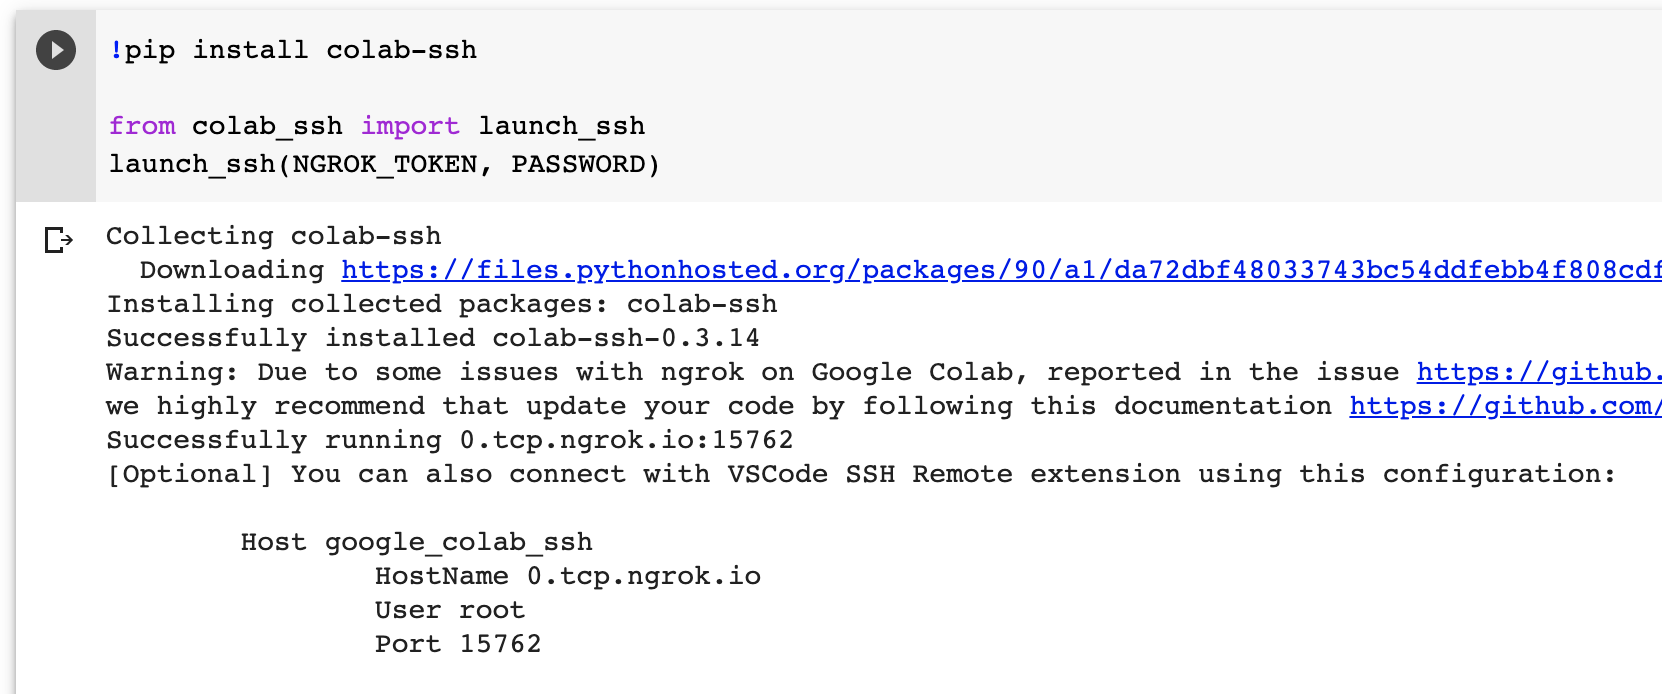 !pip install colab-ssh
from colab_ssh import launch_ssh
launch_ssh(NGROK_TOKEN, PASSWORD)
Collecting colab-ssh
Downloading https://files.pythonhosted.org/packages/90/a1/da72dbf48033743bc54ddfebb4f808cdf
Installing collected packages: colab-ssh
Successfully installed colab-ssh-0.3.14
Warning: Due to some issues with ngrok on Google Colab, reported in the issue https://github.
we highly recommend that update your code by following this documentation https://github.com/
Successfully running 0.tcp.ngrok.io:15762
[Optional] You can also connect with VSCode SSH Remote extension using this configuration:
Host google_colab_ssh
HostName 0.tcp.ngrok.io
User root
Port 15762